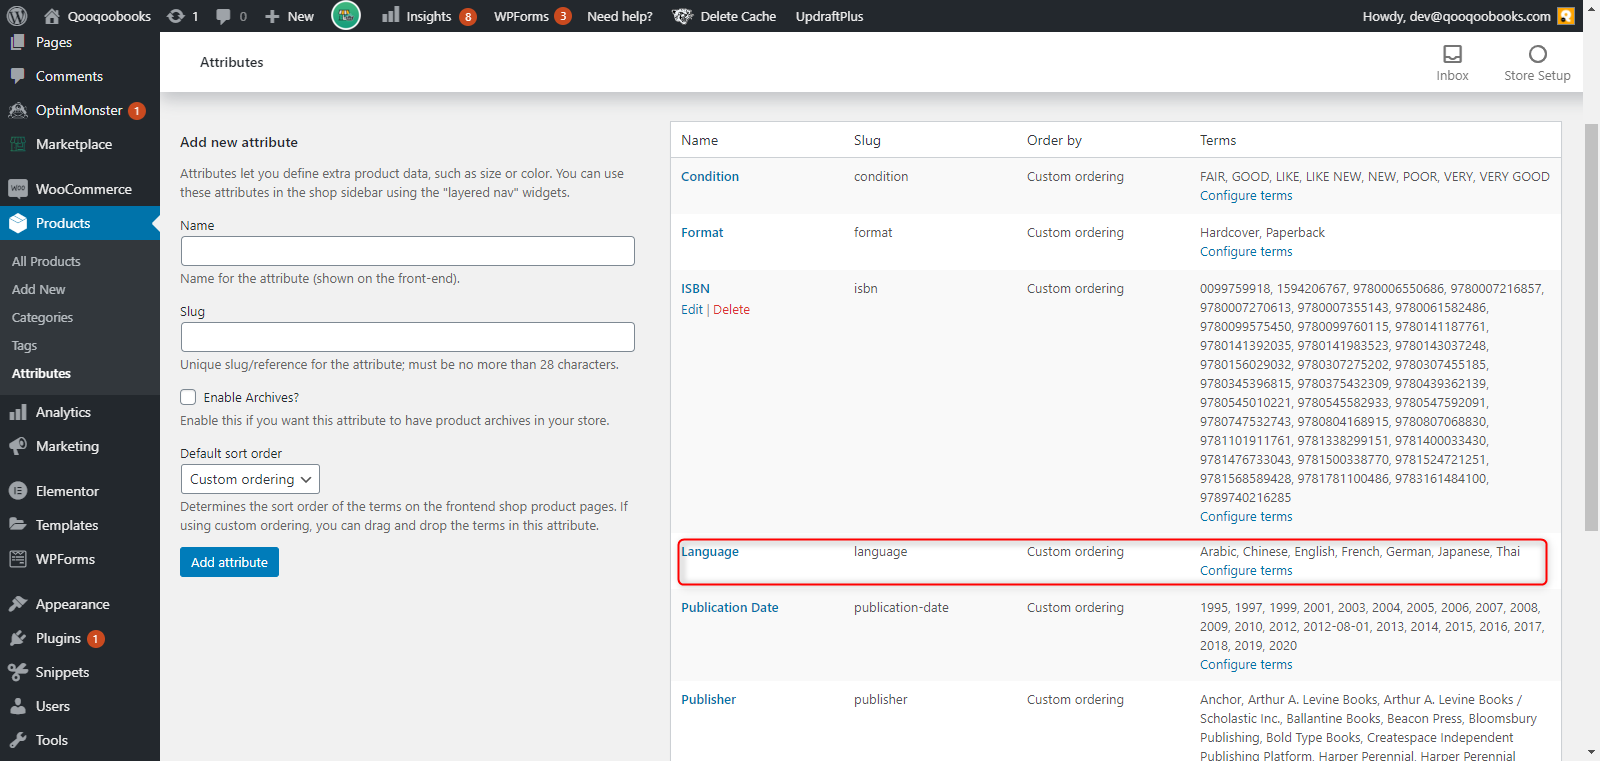 Qooqoobooks 1 0 New Insights 8 WPForms 3 Need help? Delete Cache UpdraftPlus Howdy, dev@qooqoobooks.com
Pages
Comments
OptinMonster 1
Marketplace
WooCommerce
Products
All Products
Add New
Categories
Tags
Attributes
Analytics
Marketing
Elementor
Templates
WPForms
Appearance
Plugins 1
Snippets
Users
Tools
Attributes
Inbox
Store Setup
Add new attribute
Attributes let you define extra product data, such as size or color. You can use
these attributes in the shop sidebar using the "layered nav" widgets.
Name
Name for the attribute (shown on the front-end).
Slug
Unique slug/reference for the attribute; must be no more than 28 characters.
Enable Archives?
Enable this if you want this attribute to have product archives in your store.
Default sort order
Custom ordering
Determines the sort order of the terms on the frontend shop product pages. If
using custom ordering, you can drag and drop the terms in this attribute.
Add attribute
Name Slug Order by Terms
Condition condition Custom ordering FAIR, GOOD, LIKE, LIKE NEW, NEW, POOR, VERY, VERY GOOD
Configure terms
Format format Custom ordering Hardcover, Paperback
Configure terms
ISBN isbn Custom ordering 0099759918, 1594206767, 9780006550686, 9780007216857,
Edit | Delete 9780007270613, 9780007355143, 9780061582486,
9780099575450, 9780099760115, 9780141187761,
9780141392035, 9780141983523, 9780143037248,
9780156029032, 9780307275202, 9780307455185,
9780345396815, 9780375432309, 9780439362139,
9780545010221, 9780545582933, 9780547592091,
9780747532743, 9780804168915, 9780807068830,
9781101911761, 9781338299151, 9781400033430,
9781476733043, 9781500338770, 9781524721251,
9781568589428, 9781781100486, 9783161484100,
9789740216285
Configure terms
Language language Custom ordering Arabic, Chinese, English, French, German, Japanese, Thai
Configure terms
Publication Date publication-date Custom ordering 1995, 1997, 1999, 2001, 2003, 2004, 2005, 2006, 2007, 2008,
2009, 2010, 2012, 2012-08-01, 2013, 2014, 2015, 2016, 2017,
2018, 2019, 2020
Configure terms
Publisher publisher Custom ordering Anchor, Arthur A. Levine Books, Arthur A. Levine Books /
Scholastic Inc., Ballantine Books, Beacon Press, Bloomsbury
Publishing, Bold Type Books, Createspace Independent
Publishing Platform, Harper Perennial, Harper Perennial